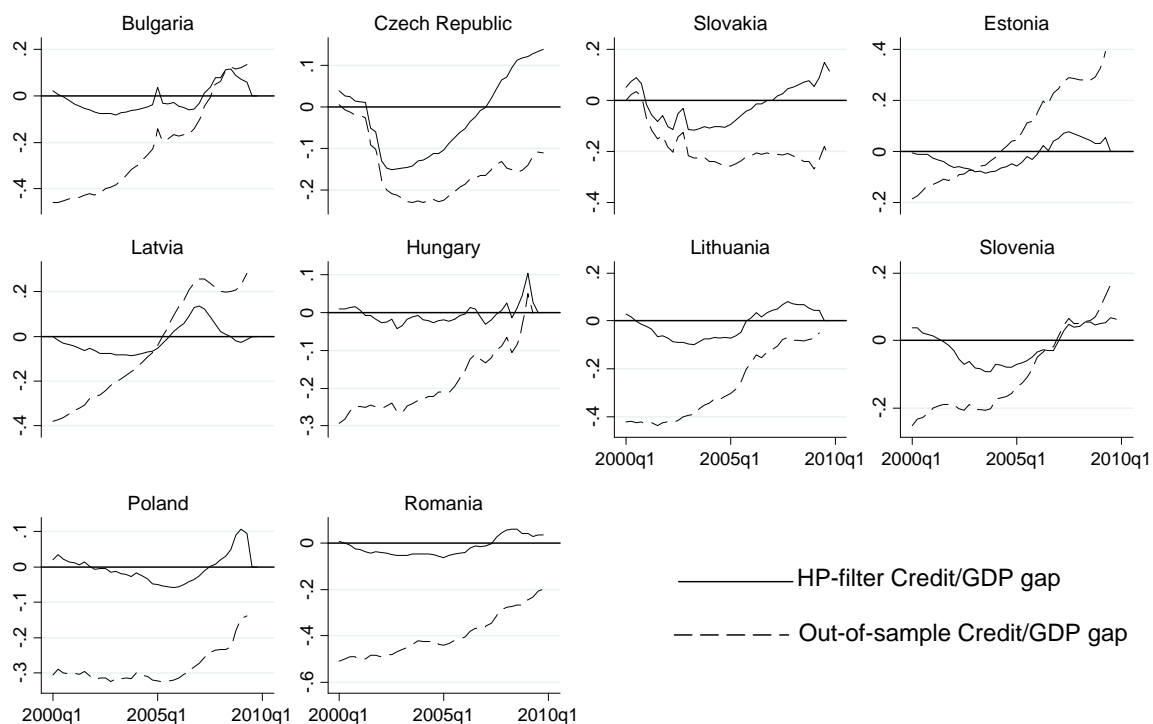 Bulgaria
.2
0
-.2
-.4
Czech Republic
.1
0
-.1
-.2
Slovakia
.2
0
-.2
-.4
Estonia
.4
.2
0
-.2
Latvia
.2
0
-.2
-.4
Hungary
.1
0
-.1
-.2
-.3
Lithuania
.2
0
-.2
-.4
2000q1 2005q1 2010q1
Slovenia
.2
0
-.2
2000q1 2005q1 2010q1
Poland
.1
0
-.1
-.2
-.3
2000q1 2005q1 2010q1
Romania
0
-.2
-.4
-.6
2000q1 2005q1 2010q1
HP-filter Credit/GDP gap
Out-of-sample Credit/GDP gap